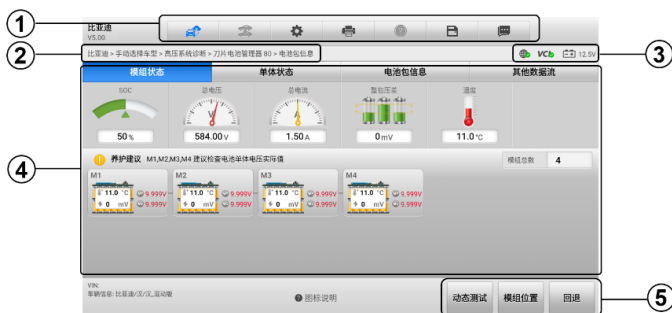 ①
比亚迪
V5.00
②
比亚迪 > 手动选择车型 > 高压系统诊断 > 刀片电池管理器 80 > 电池包信息
VCI
12.5V
③
模组状态 单体状态 电池包信息 其他数据流
SOC 总电压 总电流 整包压差 温度
V A
50 % 584.00 V 1.50 A 0 mV 11.0 ℃
④
养护建议 M1,M2,M3,M4 建议检查电池单体电压实际值
模组总数 4
M1 M2 M3 M4
11.0 ℃ 9.999V 11.0 ℃ 9.999V 11.0 ℃ 9.999V 11.0 ℃ 9.999V
0 mV 9.999V 0 mV 9.999V 0 mV 9.999V 0 mV 9.999V
VIN:
车辆信息: 比亚迪/汉/汉_混动版
图标说明
动态测试 模组位置 回退
⑤